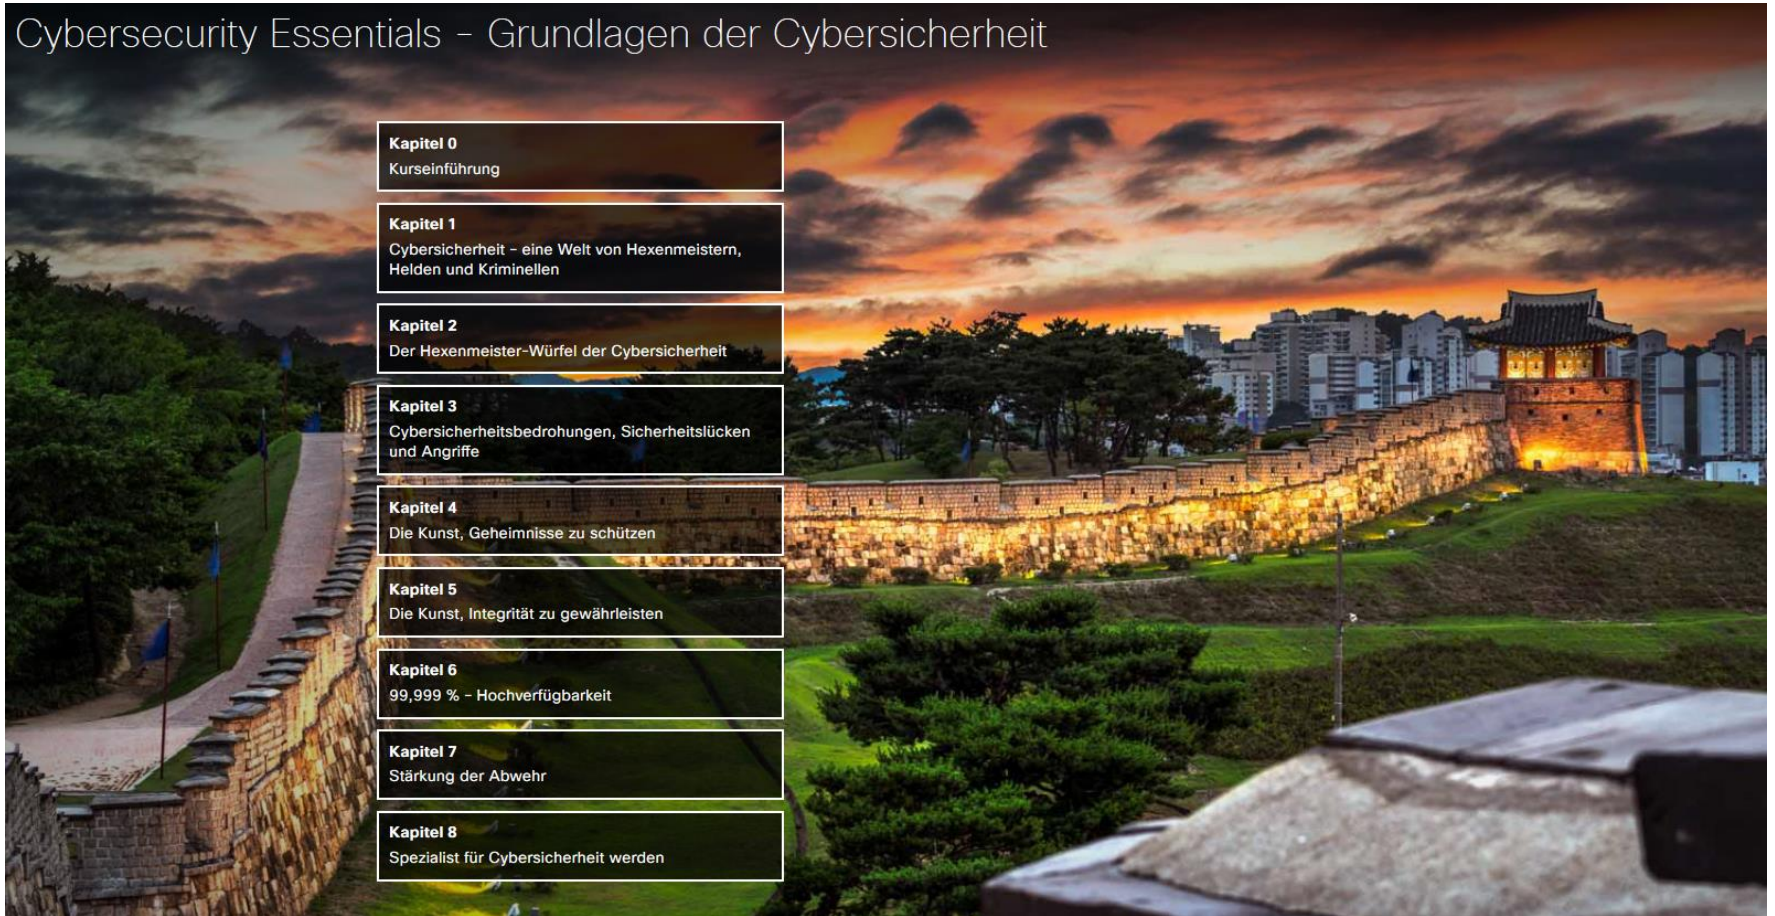 Cybersecurity Essentials – Grundlagen der Cybersicherheit
Kapitel 0
Kurseinführung
Kapitel 1
Cybersicherheit – eine Welt von Hexenmeistern,
Helden und Kriminellen
Kapitel 2
Der Hexenmeister-Würfel der Cybersicherheit
Kapitel 3
Cybersicherheitsbedrohungen, Sicherheitslücken
und Angriffe
Kapitel 4
Die Kunst, Geheimnisse zu schützen
Kapitel 5
Die Kunst, Integrität zu gewährleisten
Kapitel 6
99,999 % – Hochverfügbarkeit
Kapitel 7
Stärkung der Abwehr
Kapitel 8
Spezialist für Cybersicherheit werden